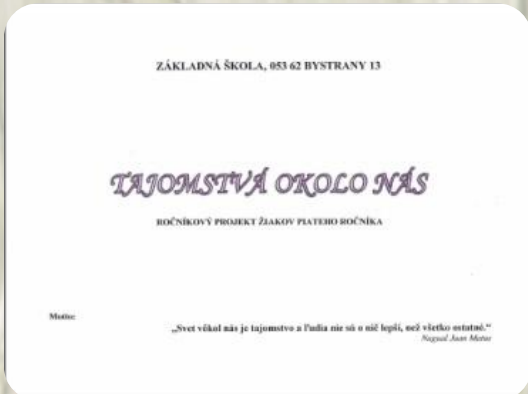 ZÁKLADNÁ ŠKOLA, 053 62 BYSTRANY 13
TAJOMSTVÁ OKOLO NÁS
ROČNÍKOVÝ PROJEKT ŽIAKOV PIATEHO ROČNÍKA
Motto:
„Svet vôkol nás je tajomstvo a ľudia nie sú o nič lepší, než všetko ostatné.“
Nagual Juan Matus